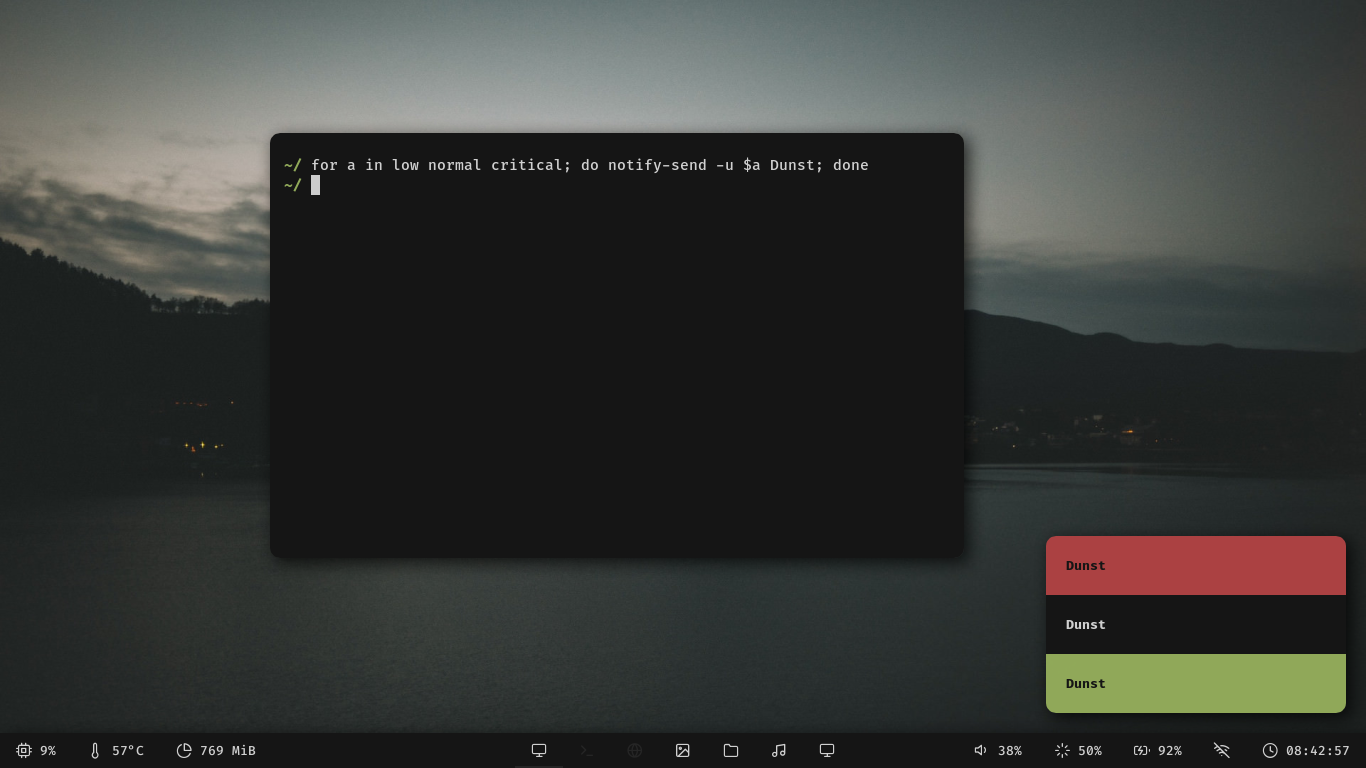 ~/ for a in low normal critical; do notify-send -u $a Dunst; done
~/
Dunst
Dunst
Dunst
9% 57°C 769 MiB 38% 50% 92% 08:42:57